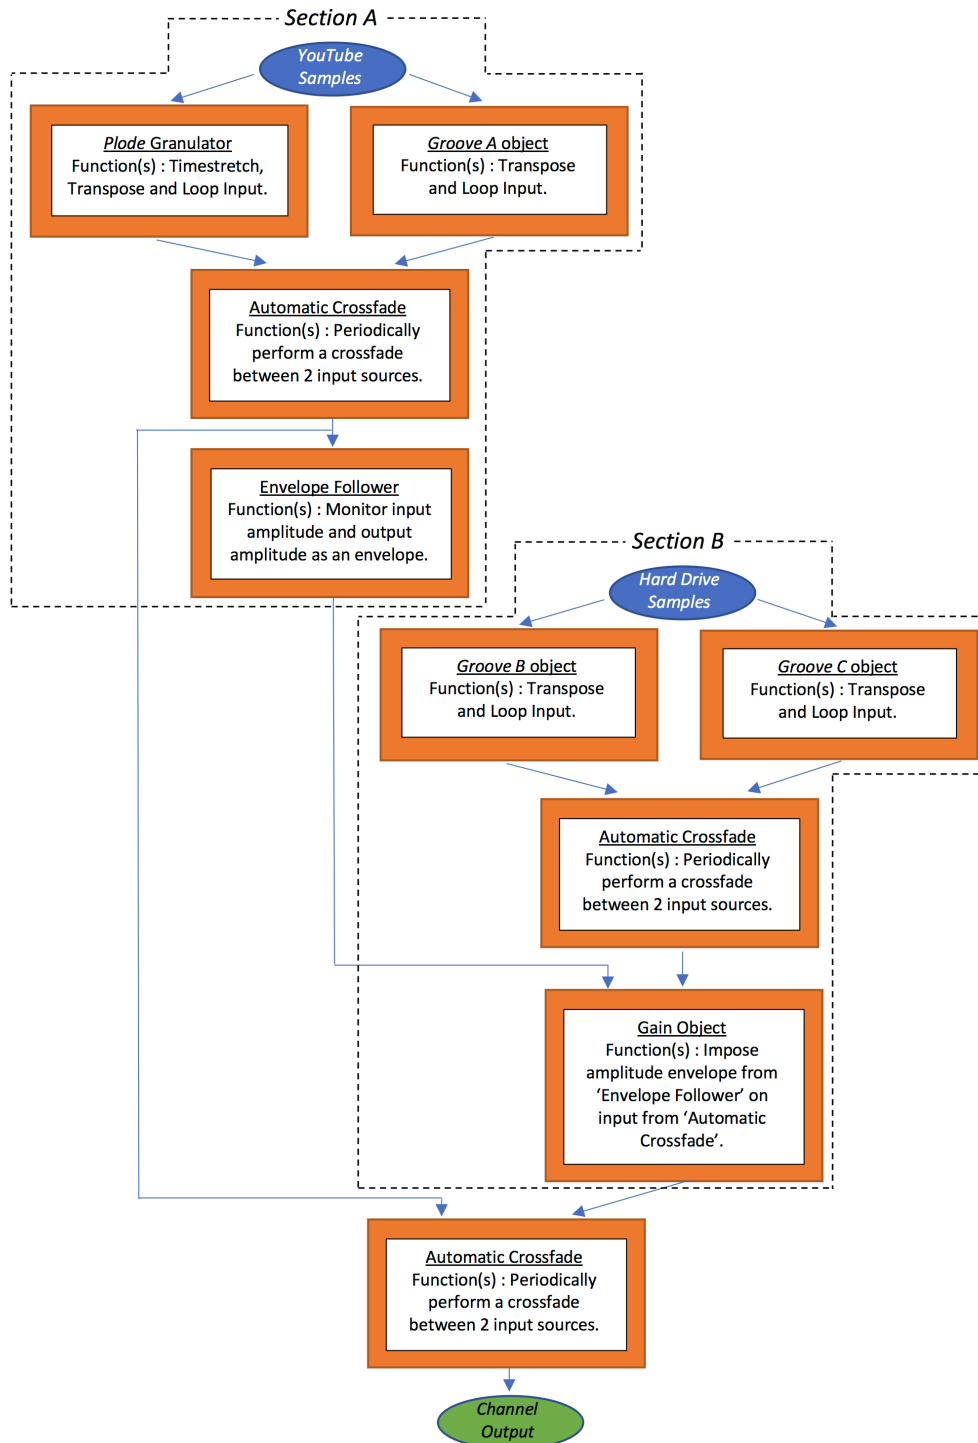 Section A
YouTube
Samples
Plode Granulator
Function(s) : Timestretch,
Transpose and Loop Input.
Groove A object
Function(s) : Transpose
and Loop Input.
Automatic Crossfade
Function(s) : Periodically
perform a crossfade
between 2 input sources.
Envelope Follower
Function(s) : Monitor input
amplitude and output
amplitude as an envelope.
Section B
Hard Drive
Samples
Groove B object
Function(s) : Transpose
and Loop Input.
Groove C object
Function(s) : Transpose
and Loop Input.
Automatic Crossfade
Function(s) : Periodically
perform a crossfade
between 2 input sources.
Gain Object
Function(s) : Impose
amplitude envelope from
‘Envelope Follower’ on
input from ‘Automatic
Crossfade’.
Automatic Crossfade
Function(s) : Periodically
perform a crossfade
between 2 input sources.
Channel
Output